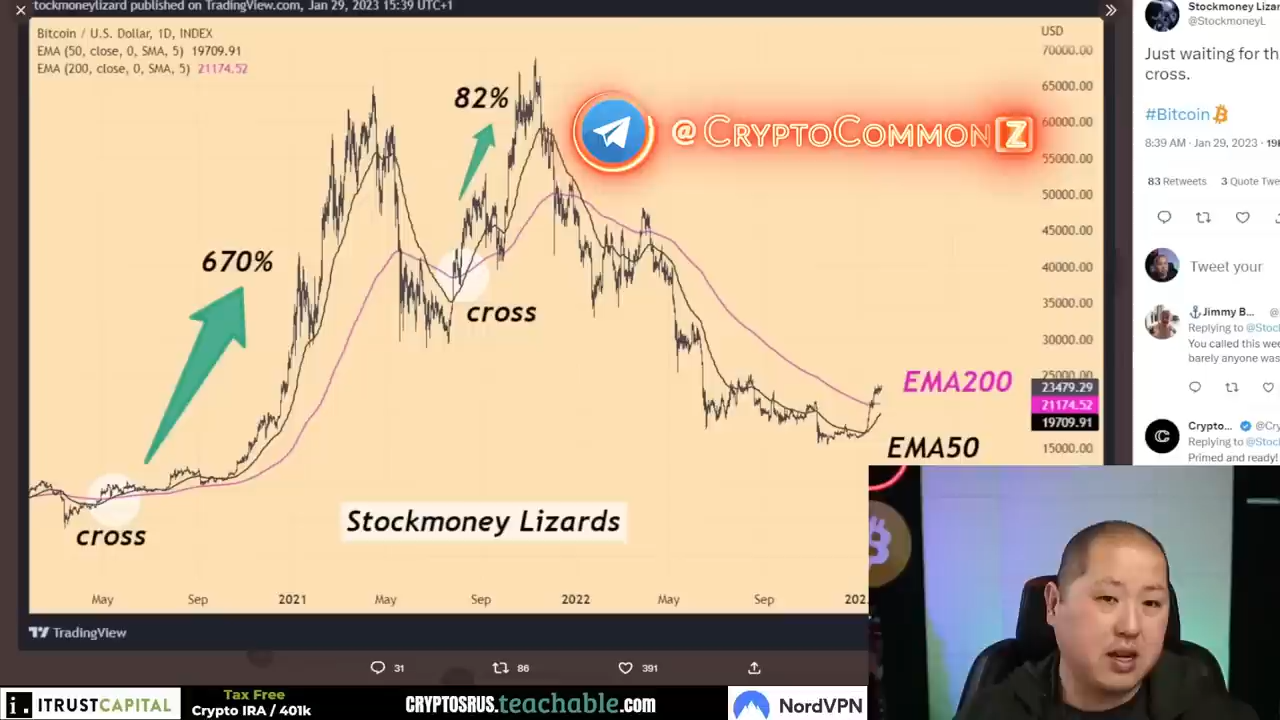 stockmoneylizard published on TradingView.com, Jan 29, 2023 15:39 UTC+1
Bitcoin / U.S. Dollar, 1D, INDEX
EMA (50, close, 0, SMA, 5) 19709.91
EMA (200, close, 0, SMA, 5) 21174.52
USD
70000.00
65000.00
60000.00
55000.00
50000.00
45000.00
40000.00
35000.00
30000.00
25000.00
23479.29
21174.52
19709.91
15000.00
82%
@CRYPTOCOMMONZ
670%
cross
cross
EMA200
EMA50
Stockmoney Lizards
May
Sep
2021
May
Sep
2022
May
Sep
TradingView
31
86
391
Stockmoney Lizar
@StockmoneyL
Just waiting for th
cross.
#Bitcoin
8:39 AM · Jan 29, 2023 · 19
83 Retweets 3 Quote Twe
Tweet your
Jimmy B... @
Replying to @Stoc
You called this wee
barely anyone was
Crypto... @Cry
Replying to @Stoc
Primed and ready!
i. ITRUSTCAPITAL
Tax Free
Crypto IRA / 401k
CRYPTOSRUS.teachable.com
NordVPN